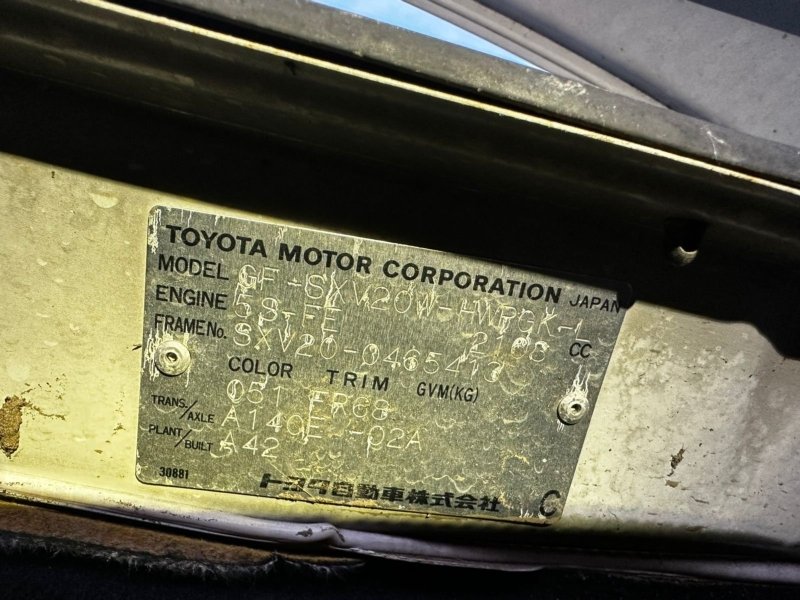 TOYOTA MOTOR CORPORATION JAPAN
MODEL GF-SXV20W-HWPGK-1
ENGINE 5S-FE 2168 CC
FRAME No. SXV20-0465413
COLOR TRIM GVM(KG)
051 FR68
TRANS./AXLE A140E -02A
PLANT/BUILT A42
30881
トヨタ自動車株式会社 C